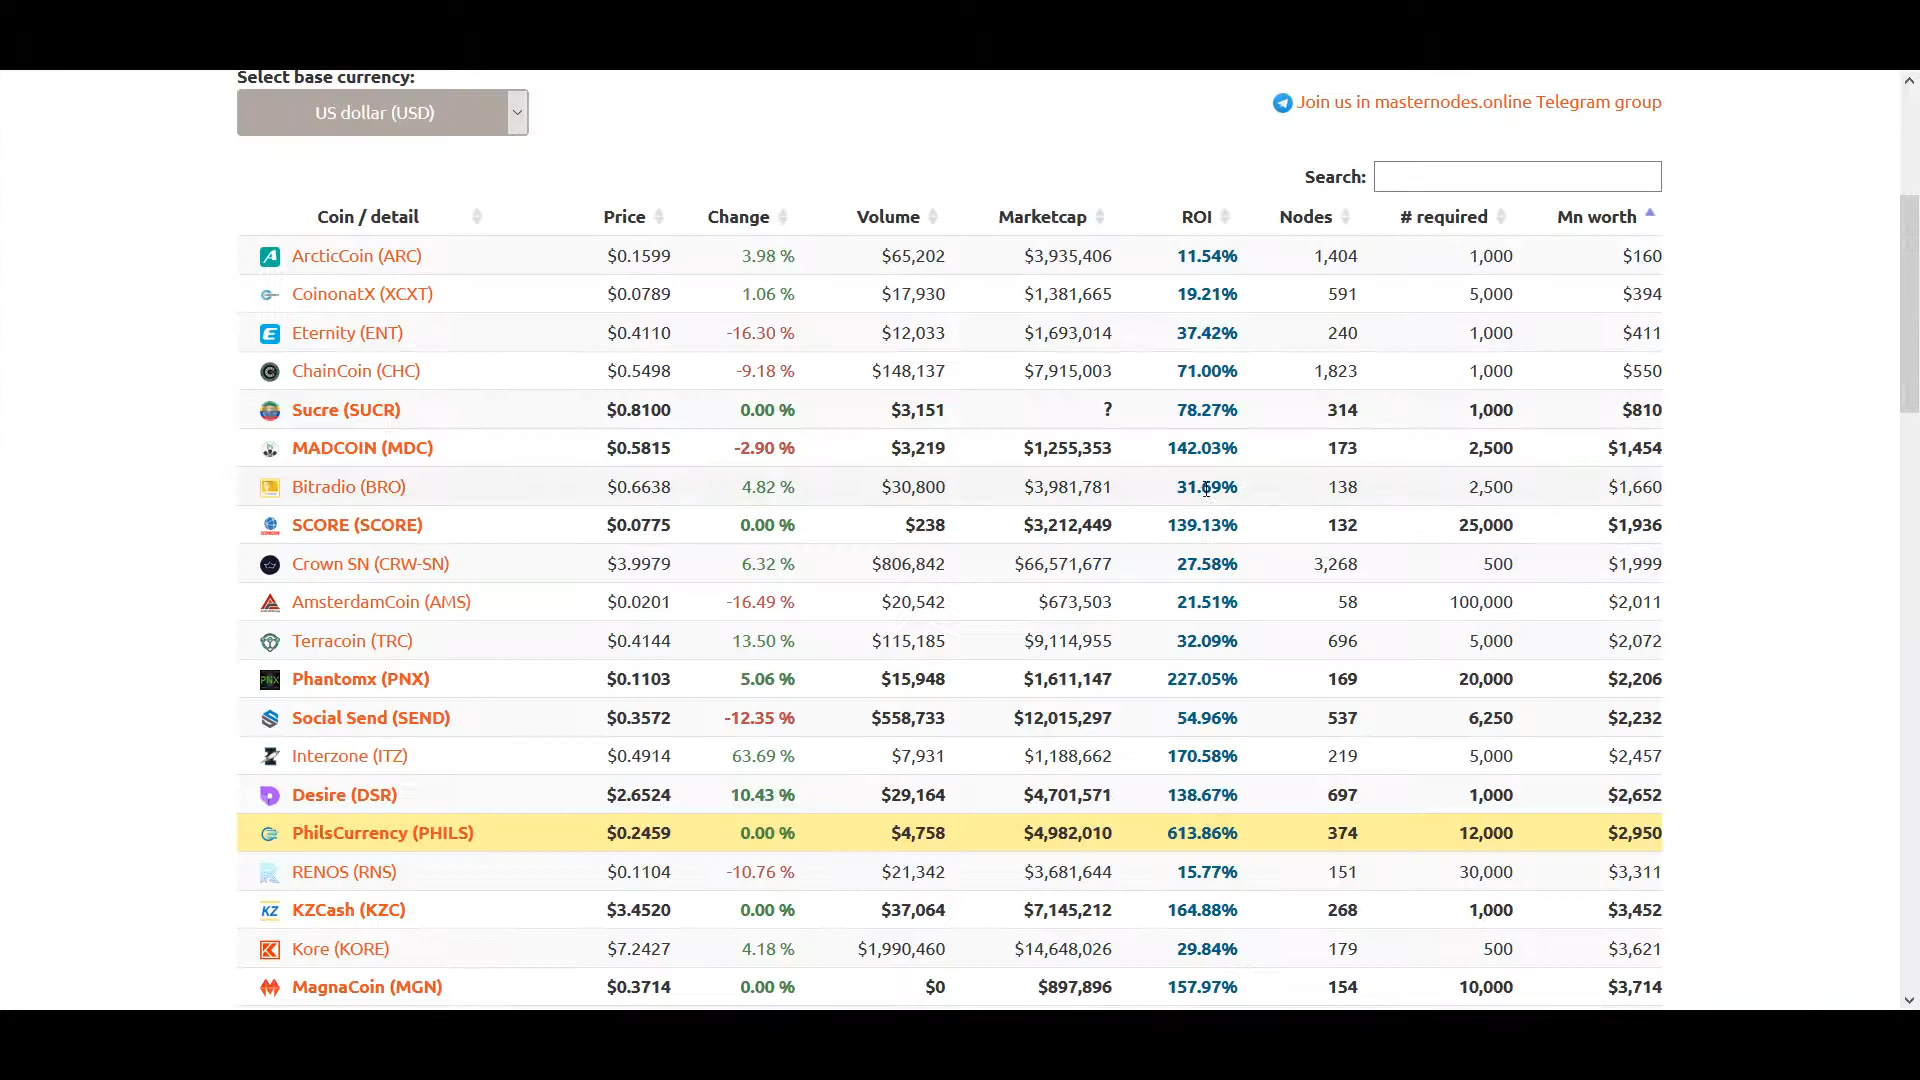 Select base currency:
US dollar (USD)
Join us in masternodes.online Telegram group
Search:
Coin / detail Price Change Volume Marketcap ROI Nodes # required Mn worth
ArcticCoin (ARC) $0.1599 3.98 % $65,202 $3,935,406 11.54% 1,404 1,000 $160
CoinonatX (XCXT) $0.0789 1.06 % $17,930 $1,381,665 19.21% 591 5,000 $394
Eternity (ENT) $0.4110 -16.30 % $12,033 $1,693,014 37.42% 240 1,000 $411
ChainCoin (CHC) $0.5498 -9.18 % $148,137 $7,915,003 71.00% 1,823 1,000 $550
Sucre (SUCR) $0.8100 0.00 % $3,151 ? 78.27% 314 1,000 $810
MADCOIN (MDC) $0.5815 -2.90 % $3,219 $1,255,353 142.03% 173 2,500 $1,454
Bitradio (BRO) $0.6638 4.82 % $30,800 $3,981,781 31.69% 138 2,500 $1,660
SCORE (SCORE) $0.0775 0.00 % $238 $3,212,449 139.13% 132 25,000 $1,936
Crown SN (CRW-SN) $3.9979 6.32 % $806,842 $66,571,677 27.58% 3,268 500 $1,999
AmsterdamCoin (AMS) $0.0201 -16.49 % $20,542 $673,503 21.51% 58 100,000 $2,011
Terracoin (TRC) $0.4144 13.50 % $115,185 $9,114,955 32.09% 696 5,000 $2,072
PNX Phantomx (PNX) $0.1103 5.06 % $15,948 $1,611,147 227.05% 169 20,000 $2,206
Social Send (SEND) $0.3572 -12.35 % $558,733 $12,015,297 54.96% 537 6,250 $2,232
Interzone (ITZ) $0.4914 63.69 % $7,931 $1,188,662 170.58% 219 5,000 $2,457
Desire (DSR) $2.6524 10.43 % $29,164 $4,701,571 138.67% 697 1,000 $2,652
PhilsCurrency (PHILS) $0.2459 0.00 % $4,758 $4,982,010 613.86% 374 12,000 $2,950
RENOS (RNS) $0.1104 -10.76 % $21,342 $3,681,644 15.77% 151 30,000 $3,311
KZ KZCash (KZC) $3.4520 0.00 % $37,064 $7,145,212 164.88% 268 1,000 $3,452
Kore (KORE) $7.2427 4.18 % $1,990,460 $14,648,026 29.84% 179 500 $3,621
MagnaCoin (MGN) $0.3714 0.00 % $0 $897,896 157.97% 154 10,000 $3,714